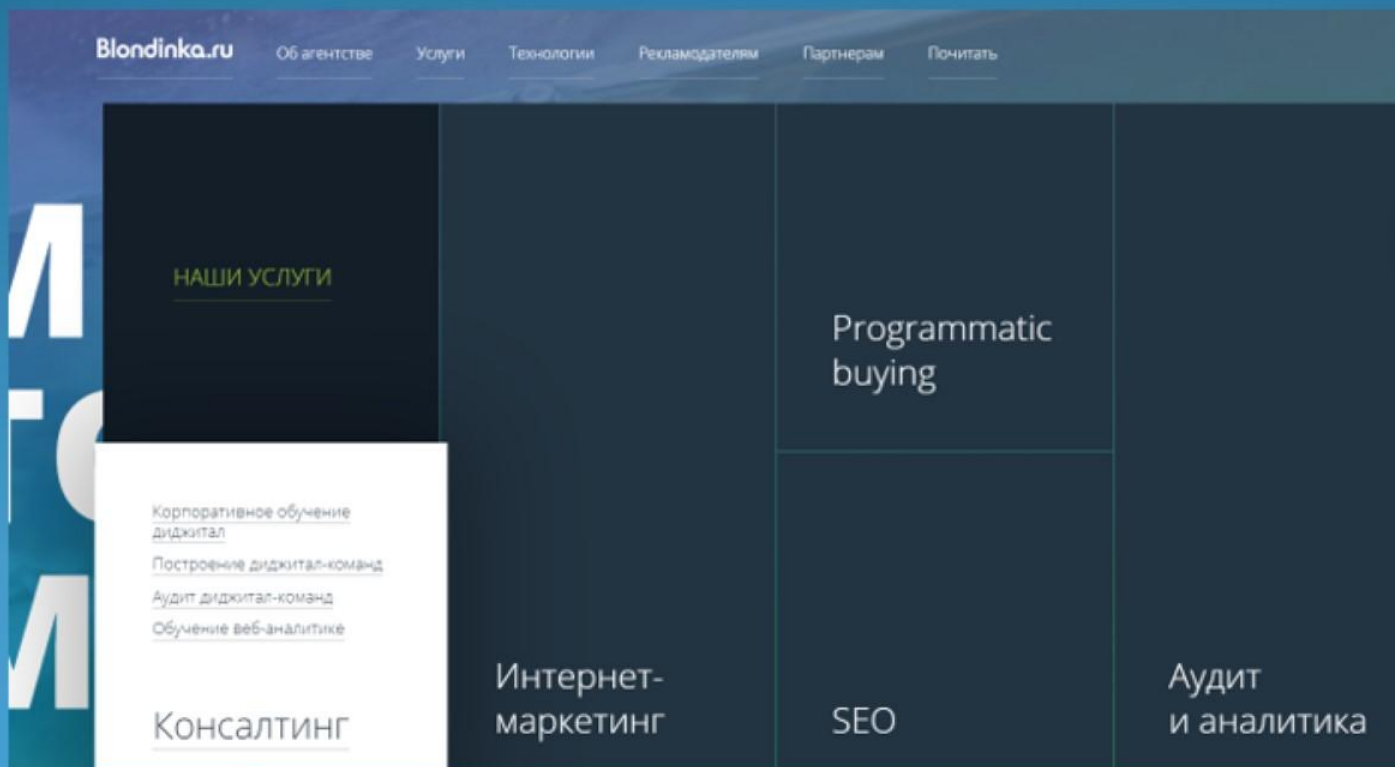 Blondinka.ru Об агентстве Услуги Технологии Рекламодателям Партнерам Почитать
НАШИ УСЛУГИ
Корпоративное обучение
диджитал
Построение диджитал-команд
Аудит диджитал-команд
Обучение веб-аналитике
Консалтинг
Интернет-
маркетинг
Programmatic
buying
SEO
Аудит
и аналитика